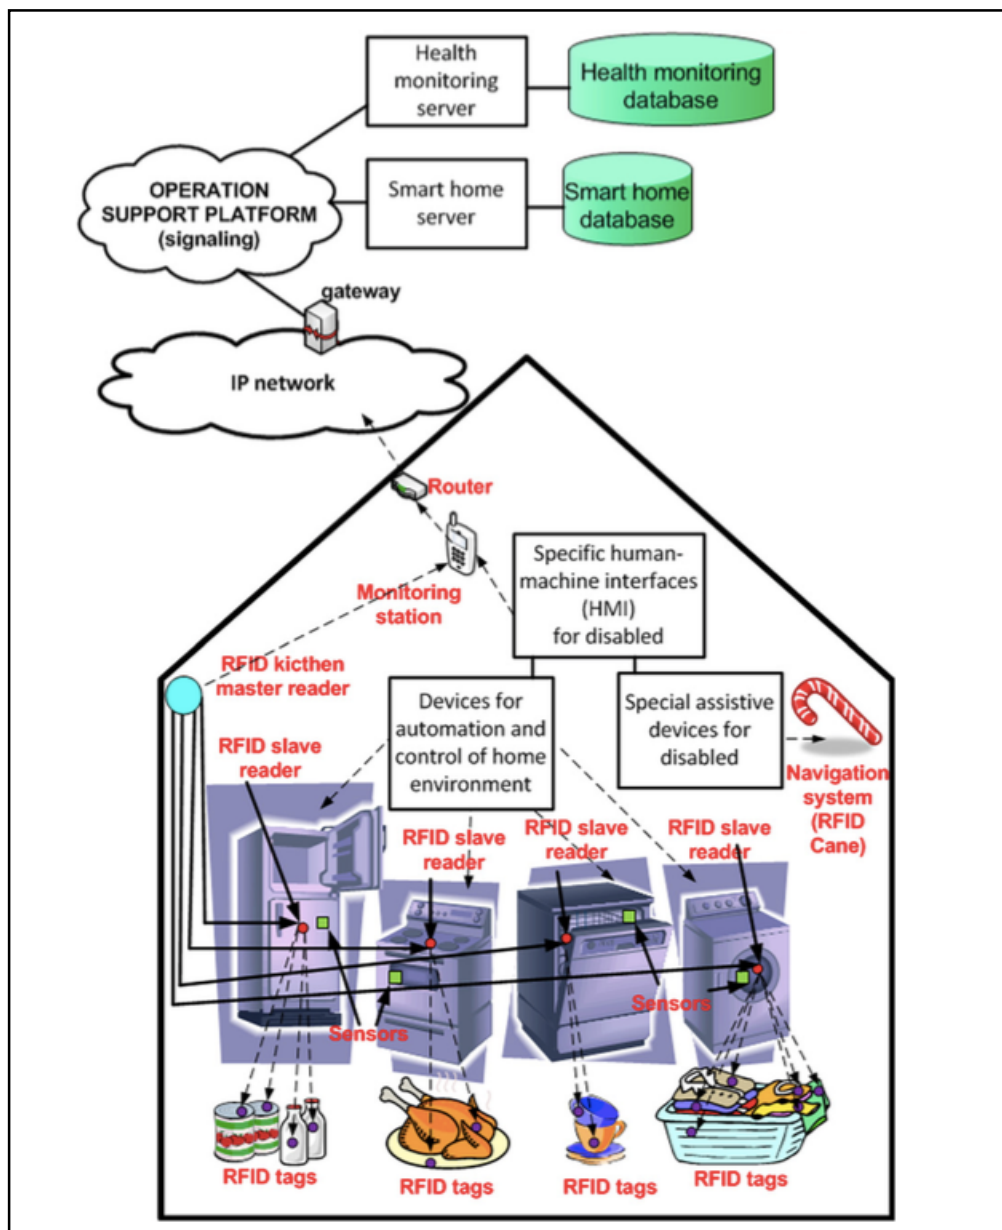 Health
monitoring
server
Health monitoring
database
OPERATION
SUPPORT PLATFORM
(signaling)
Smart home
server
Smart home
database
gateway
IP network
Router
Monitoring
station
Specific human-
machine interfaces
(HMI)
for disabled
RFID kicthen
master reader
Devices for
automation and
control of home
environment
Special assistive
devices for
disabled
Navigation
system
(RFID
Cane)
RFID slave
reader
RFID slave
reader
RFID slave
reader
RFID slave
reader
Sensors
Sensors
RFID tags
RFID tags
RFID tags
RFID tags